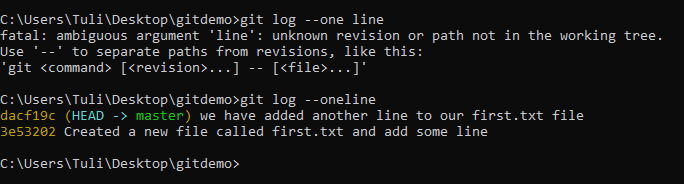 C:\Users\Tuli\Desktop\gitdemo>git log --one line
fatal: ambiguous argument 'line': unknown revision or path not in the working tree.
Use '--' to separate paths from revisions, like this:
'git <command> [<revision>...] -- [<file>...]'
C:\Users\Tuli\Desktop\gitdemo>git log --oneline
dacf19c (HEAD -> master) we have added another line to our first.txt file
3e53202 Created a new file called first.txt and add some line
C:\Users\Tuli\Desktop\gitdemo>